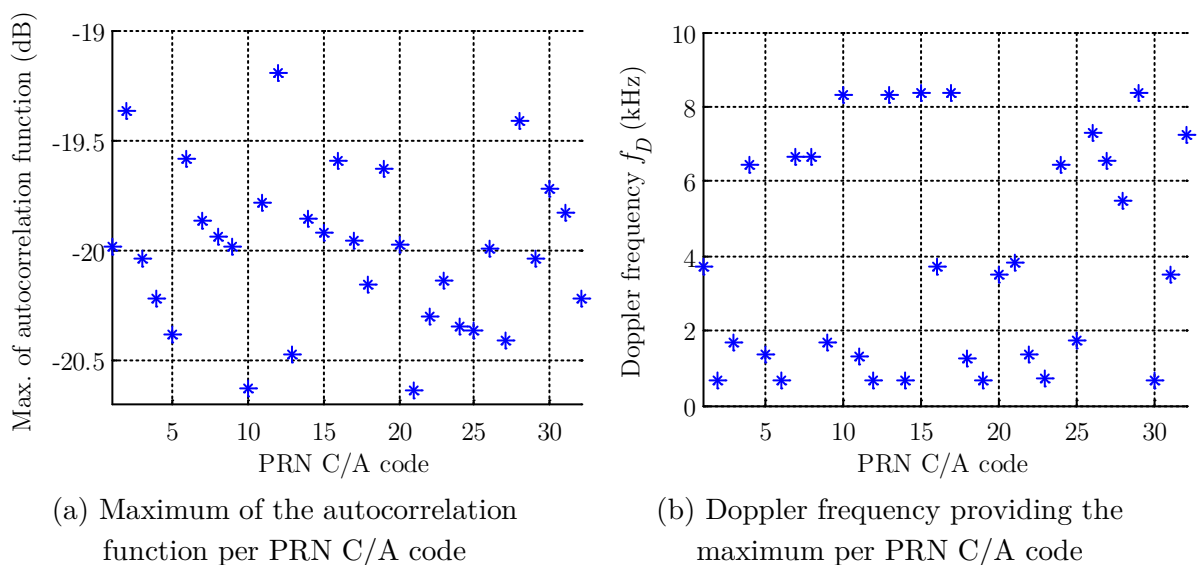 Max. of autocorrelation function (dB)
-19
-19.5
-20
-20.5
5
10
15
20
25
30
PRN C/A code
(a) Maximum of the autocorrelation
function per PRN C/A code
Doppler frequency f_D (kHz)
10
8
6
4
2
0
5
10
15
20
25
30
PRN C/A code
(b) Doppler frequency providing the
maximum per PRN C/A code